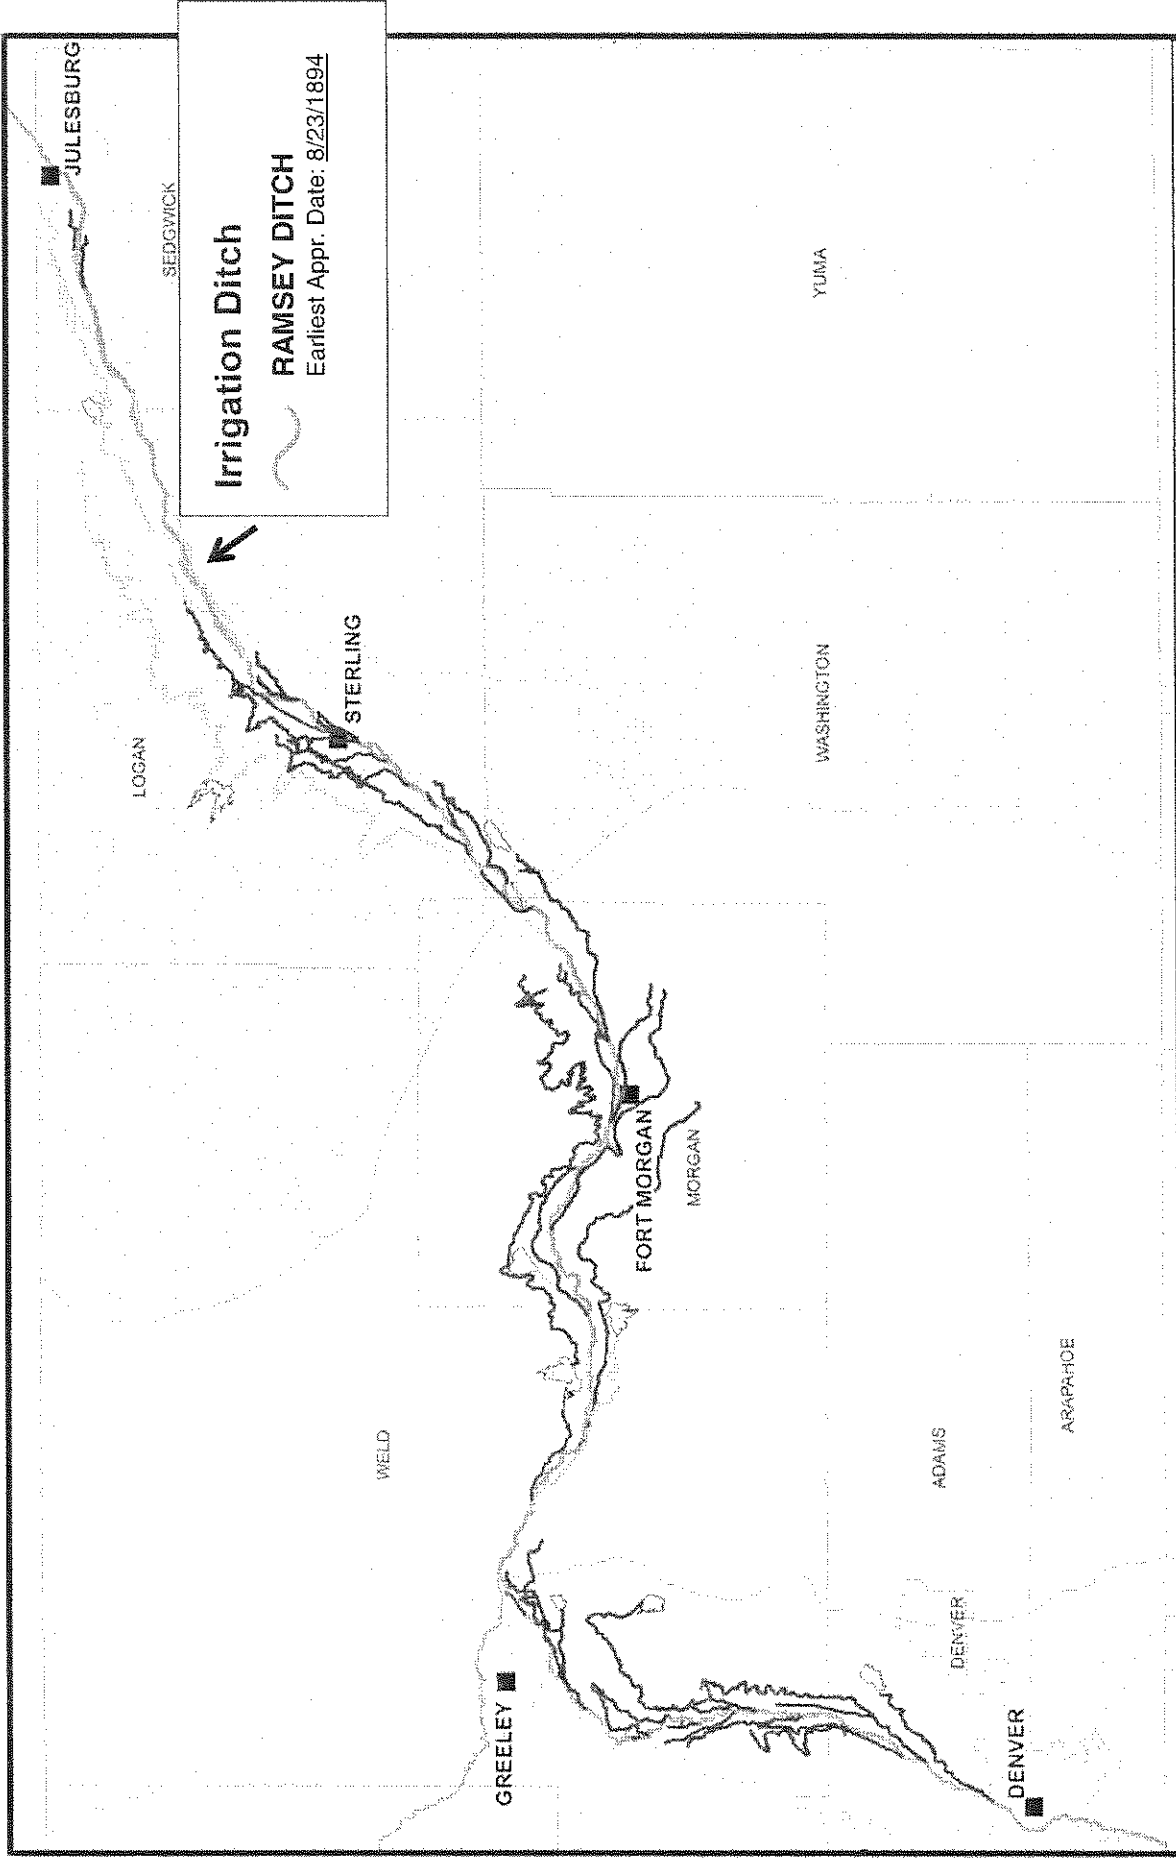 JULESBURG
SEDGWICK
Irrigation Ditch
RAMSEY DITCH
Earliest Appr. Date: 8/23/1894
STERLING
LOGAN
YUMA
WASHINGTON
FORT MORGAN
MORGAN
WELD
GREELEY
ADAMS
ARAPAHOE
DENVER
DENVER